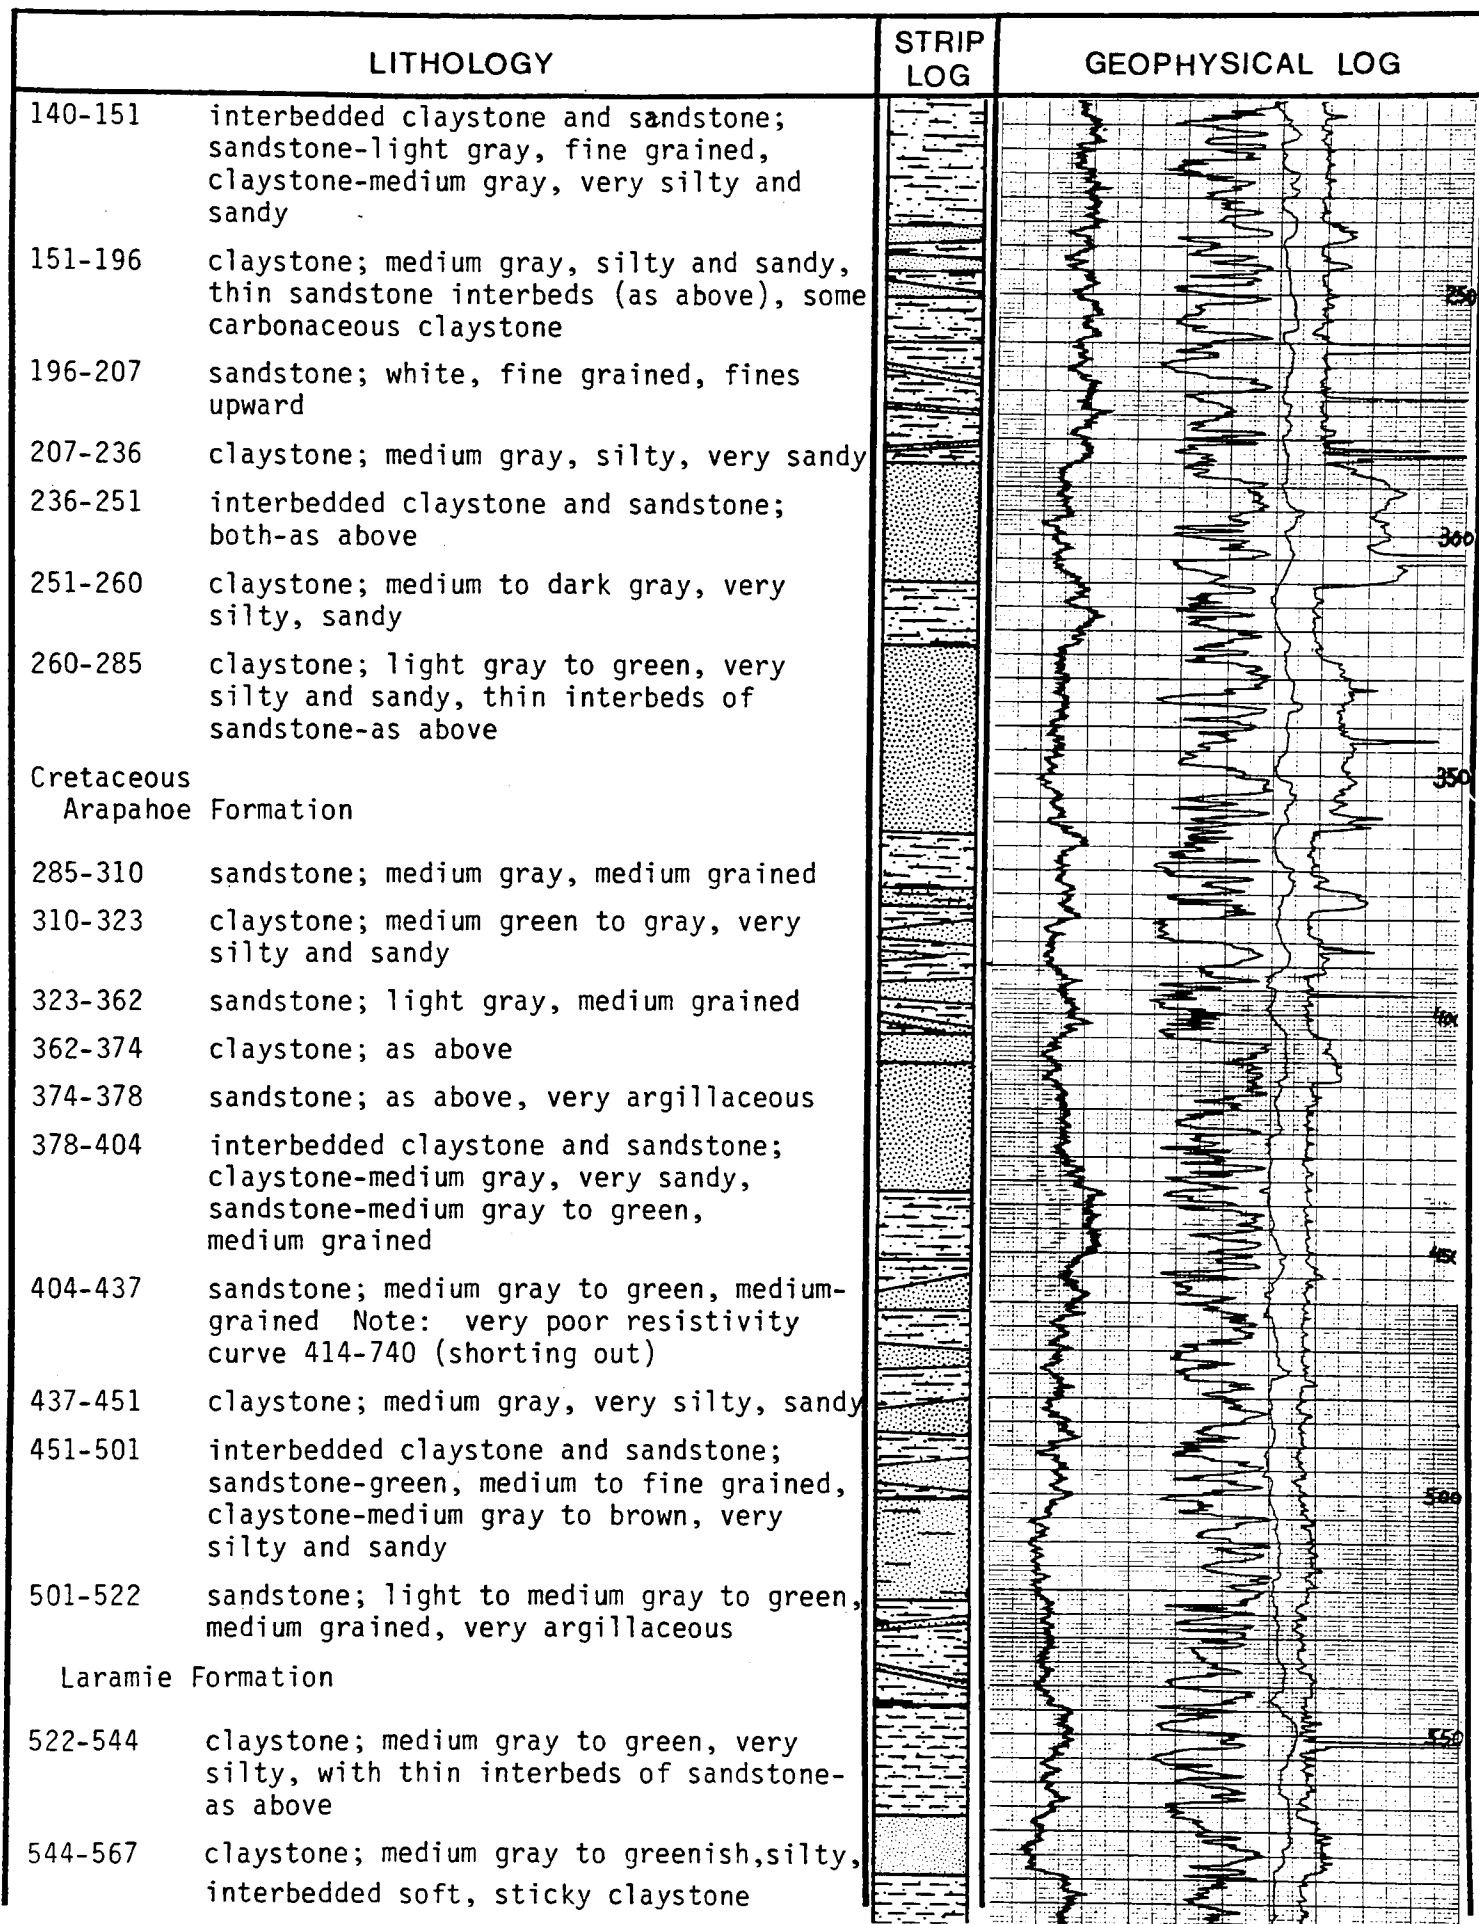 LITHOLOGY
STRIP LOG
GEOPHYSICAL LOG
140-151 interbedded claystone and sandstone;
sandstone-light gray, fine grained,
claystone-medium gray, very silty and
sandy
151-196 claystone; medium gray, silty and sandy,
thin sandstone interbeds (as above), some
carbonaceous claystone
196-207 sandstone; white, fine grained, fines
upward
207-236 claystone; medium gray, silty, very sandy
236-251 interbedded claystone and sandstone;
both-as above
251-260 claystone; medium to dark gray, very
silty, sandy
260-285 claystone; light gray to green, very
silty and sandy, thin interbeds of
sandstone-as above
Cretaceous
Arapahoe Formation
285-310 sandstone; medium gray, medium grained
310-323 claystone; medium green to gray, very
silty and sandy
323-362 sandstone; light gray, medium grained
362-374 claystone; as above
374-378 sandstone; as above, very argillaceous
378-404 interbedded claystone and sandstone;
claystone-medium gray, very sandy,
sandstone-medium gray to green,
medium grained
404-437 sandstone; medium gray to green, medium-
grained Note: very poor resistivity
curve 414-740 (shorting out)
437-451 claystone; medium gray, very silty, sandy
451-501 interbedded claystone and sandstone;
sandstone-green, medium to fine grained,
claystone-medium gray to brown, very
silty and sandy
501-522 sandstone; light to medium gray to green,
medium grained, very argillaceous
Laramie Formation
522-544 claystone; medium gray to green, very
silty, with thin interbeds of sandstone-
as above
544-567 claystone; medium gray to greenish,silty,
interbedded soft, sticky claystone
250
300
350
500
550